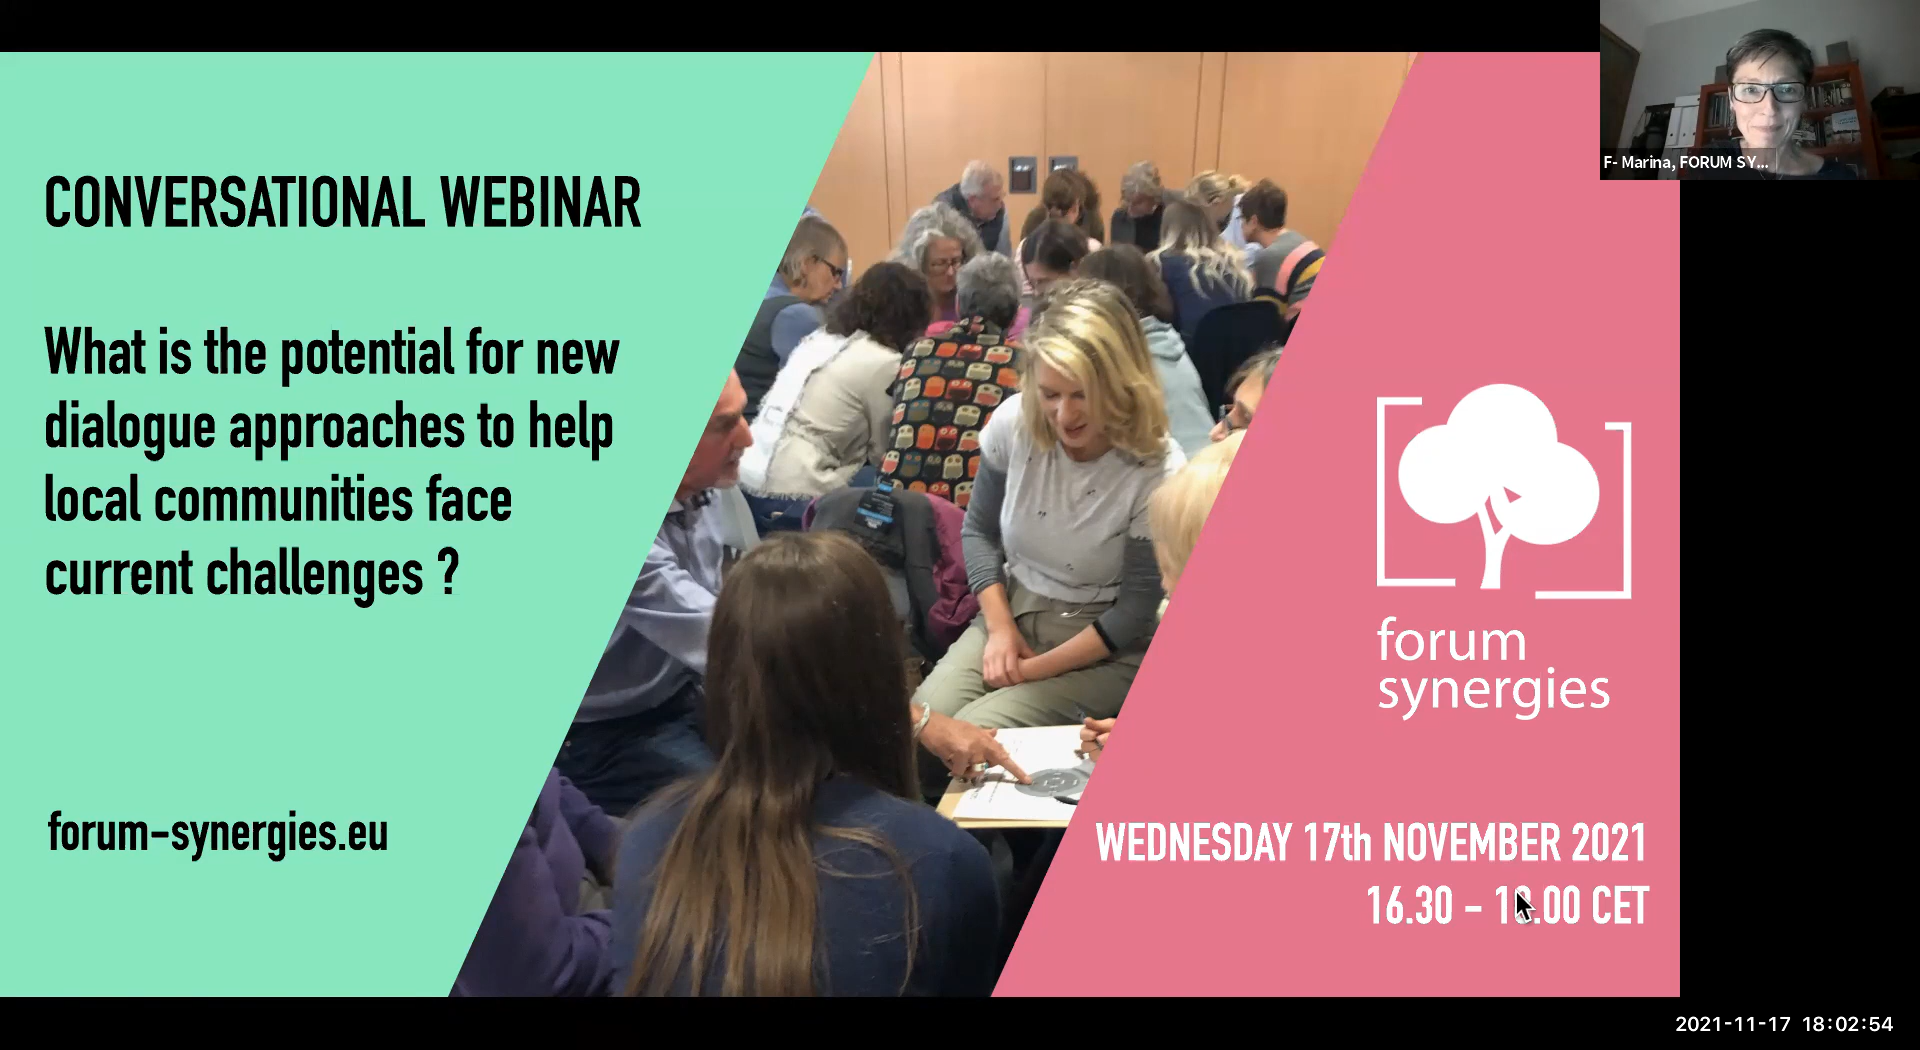 CONVERSATIONAL WEBINAR
What is the potential for new
dialogue approaches to help
local communities face
current challenges ?
forum-synergies.eu
F- Marina, FORUM SY...
forum
synergies
WEDNESDAY 17th NOVEMBER 2021
16.30 - 18.00 CET
2021-11-17 18:02:54